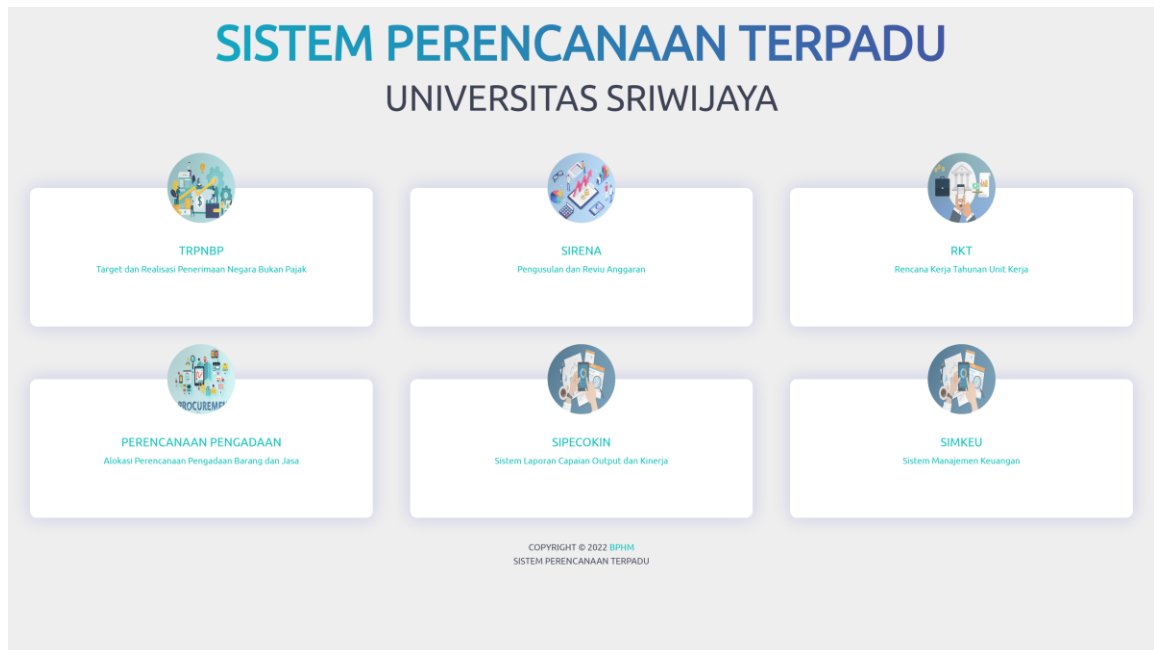 SISTEM PERENCANAAN TERPADU
UNIVERSITAS SRIWIJAYA
TRPNBP
Target dan Realisasi Penerimaan Negara Bukan Pajak
SIRENA
Pengusulan dan Reviu Anggaran
RKT
Rencana Kerja Tahunan Unit Kerja
PROCUREMEN
PERENCANAAN PENGADAAN
Alokasi Perencanaan Pengadaan Barang dan Jasa
SIPECOKIN
Sistem Laporan Capaian Output dan Kinerja
SIMKEU
Sistem Manajemen Keuangan
COPYRIGHT © 2022 BPHM
SISTEM PERENCANAAN TERPADU